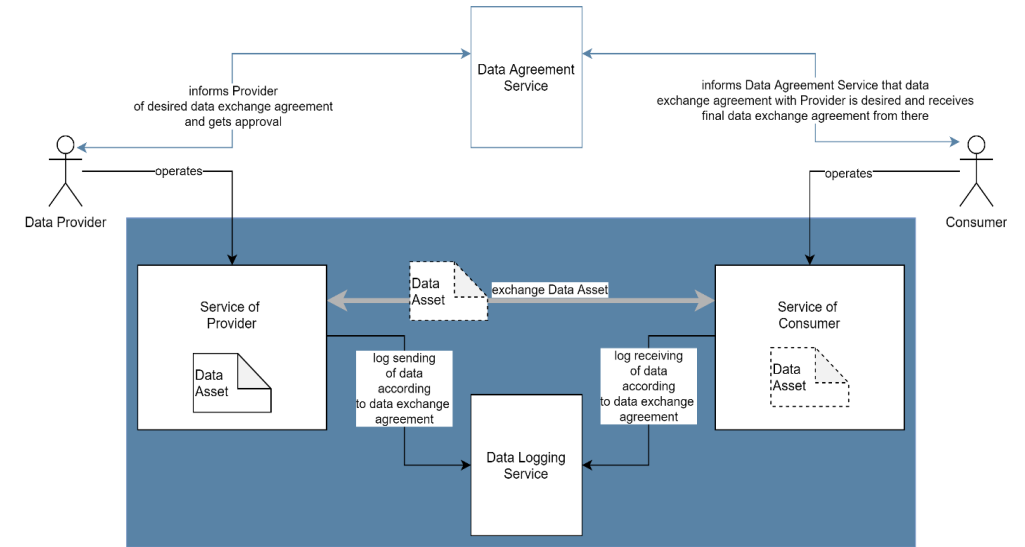 Data Agreement
Service
informs Provider
of desired data exchange agreement
and gets approval
informs Data Agreement Service that data
exchange agreement with Provider is desired and receives
final data exchange agreement from there
operates
operates
Data Provider
Consumer
Service of
Provider
Data
Asset
Data
Asset
exchange Data Asset
Service of
Consumer
Data
Asset
log sending
of data
according
to data exchange
agreement
log receiving
of data
according
to data exchange
agreement
Data Logging
Service